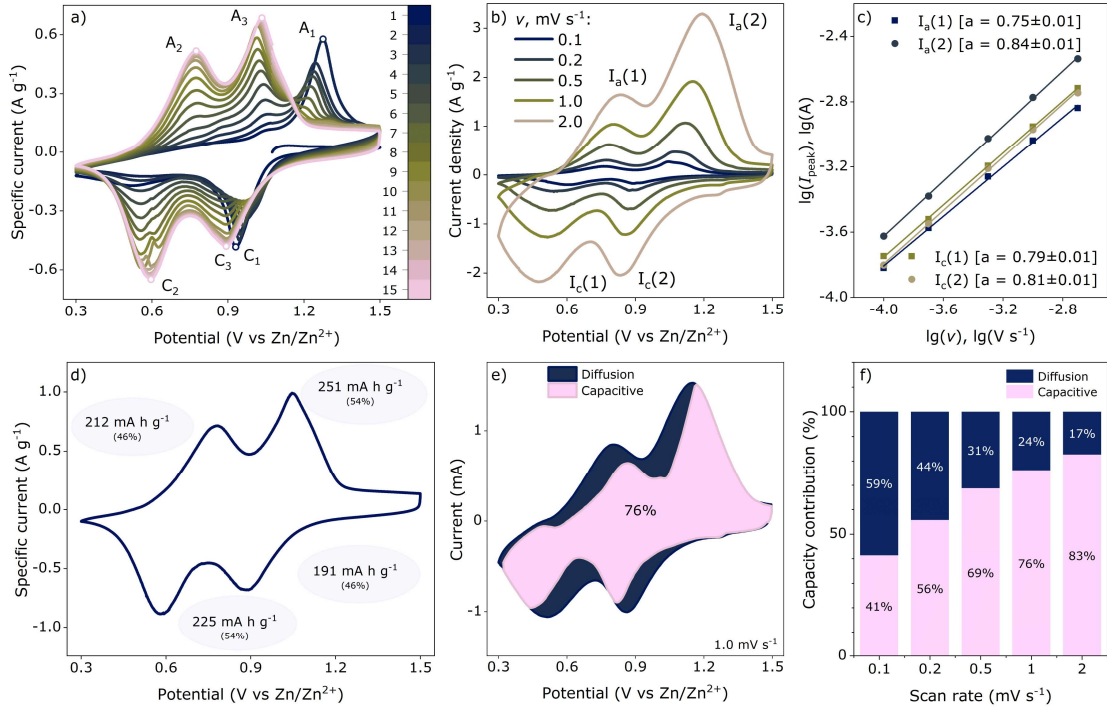 a)
A₁
A₂
A₃
C₁
C₂
C₃
0.6
0.3
0.0
-0.3
-0.6
Specific current (A g⁻¹)
0.3 0.6 0.9 1.2 1.5
Potential (V vs Zn/Zn²⁺)
1
2
3
4
5
6
7
8
9
10
11
12
13
14
15
b)
v, mV s⁻¹:
0.1
0.2
0.5
1.0
2.0
Iₐ(1)
Iₐ(2)
I꜀(1)
I꜀(2)
3
2
1
0
-1
-2
Current density (A g⁻¹)
0.3 0.6 0.9 1.2 1.5
Potential (V vs Zn/Zn²⁺)
c)
Iₐ(1) [a = 0.75±0.01]
Iₐ(2) [a = 0.84±0.01]
I꜀(1) [a = 0.79±0.01]
I꜀(2) [a = 0.81±0.01]
-2.4
-2.8
-3.2
-3.6
-4.0
lg(Iₚₑₐₖ), lg(A)
-4.0 -3.6 -3.2 -2.8
lg(v), lg(V s⁻¹)
d)
212 mA h g⁻¹
(46%)
251 mA h g⁻¹
(54%)
191 mA h g⁻¹
(46%)
225 mA h g⁻¹
(54%)
1.0
0.5
0.0
-0.5
-1.0
Specific current (A g⁻¹)
0.3 0.6 0.9 1.2 1.5
Potential (V vs Zn/Zn²⁺)
e)
Diffusion
Capacitive
76%
1.0 mV s⁻¹
1
0
-1
Current (mA)
0.3 0.6 0.9 1.2 1.5
Potential (V vs Zn/Zn²⁺)
f)
Diffusion
Capacitive
100
50
0
Capacity contribution (%)
59% 44% 31% 24% 17%
41% 56% 69% 76% 83%
0.1 0.2 0.5 1 2
Scan rate (mV s⁻¹)